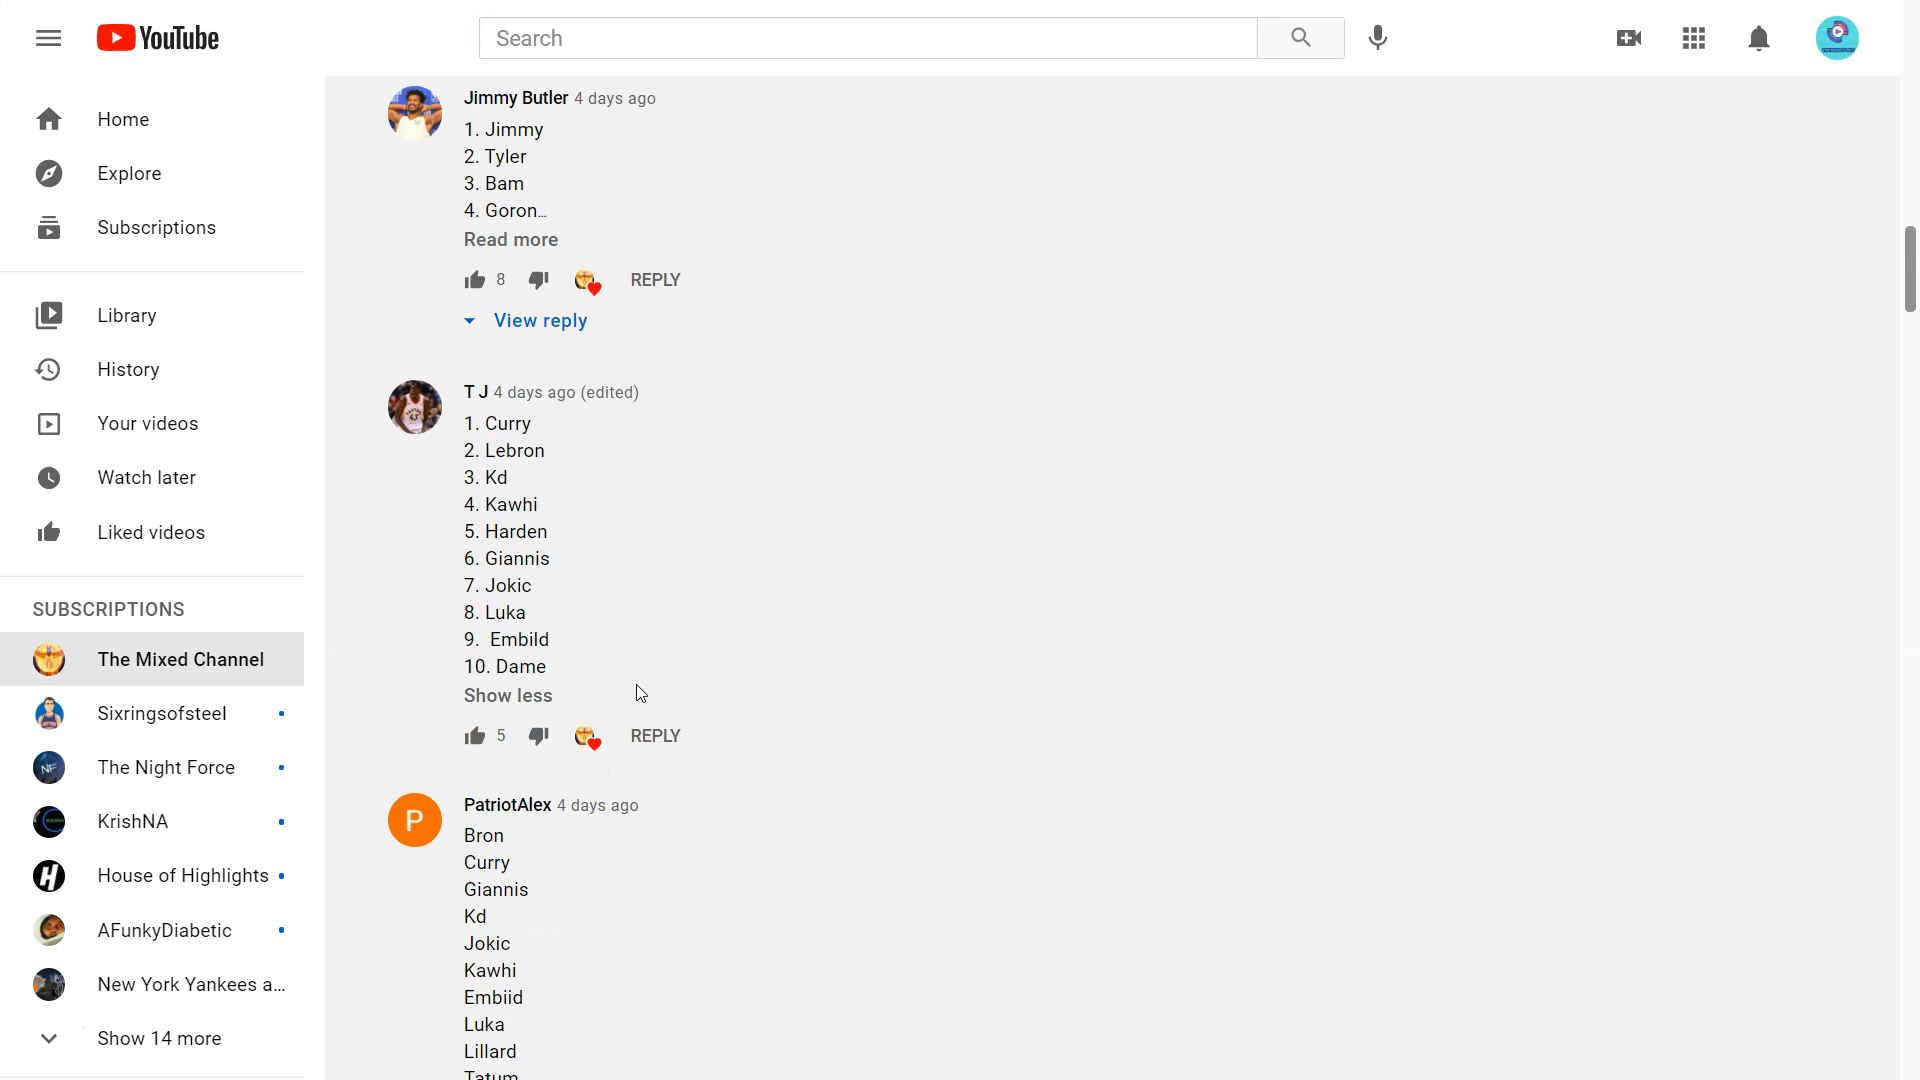 YouTube
Search
Home
Explore
Subscriptions
Library
History
Your videos
Watch later
Liked videos
SUBSCRIPTIONS
The Mixed Channel
Sixringsofsteel
The Night Force
KrishNA
House of Highlights
AFunkyDiabetic
New York Yankees a...
Show 14 more
Jimmy Butler 4 days ago
1. Jimmy
2. Tyler
3. Bam
4. Goron...
Read more
8 REPLY
View reply
T J 4 days ago (edited)
1. Curry
2. Lebron
3. Kd
4. Kawhi
5. Harden
6. Giannis
7. Jokic
8. Luka
9. Embild
10. Dame
Show less
5 REPLY
P
PatriotAlex 4 days ago
Bron
Curry
Giannis
Kd
Jokic
Kawhi
Embiid
Luka
Lillard
Tatum